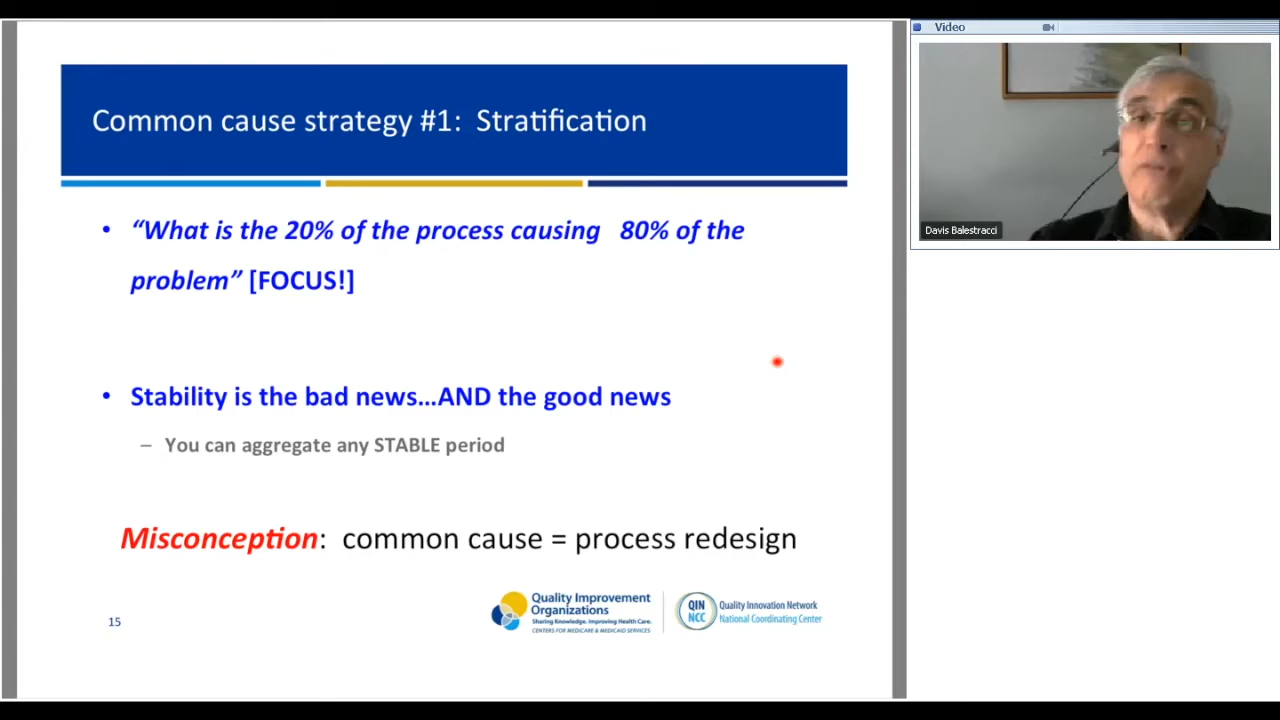 Video
Common cause strategy #1: Stratification
Davis Balestracci
• “What is the 20% of the process causing 80% of the
problem” [FOCUS!]
• Stability is the bad news…AND the good news
– You can aggregate any STABLE period
Misconception: common cause = process redesign
15
Quality Improvement
Organizations
Sharing Knowledge. Improving Health Care.
CENTERS FOR MEDICARE & MEDICAID SERVICES
QIN
NCC
Quality Innovation Network
National Coordinating Center